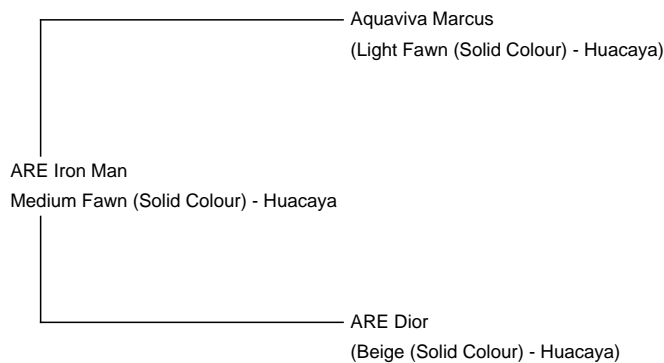 Aquaviva Marcus
(Light Fawn (Solid Colour) - Huacaya)
ARE Iron Man
Medium Fawn (Solid Colour) - Huacaya
ARE Dior
(Beige (Solid Colour) - Huacaya)